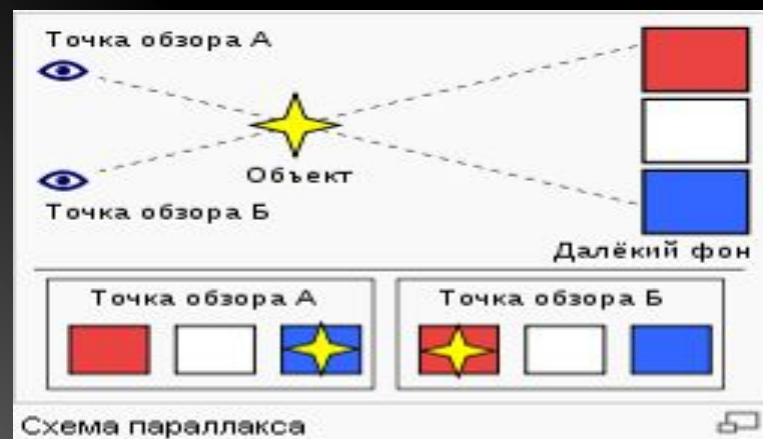 Точка обзора А
Объект
Точка обзора Б
Далёкий фон
Точка обзора А
Точка обзора Б
Схема параллакса